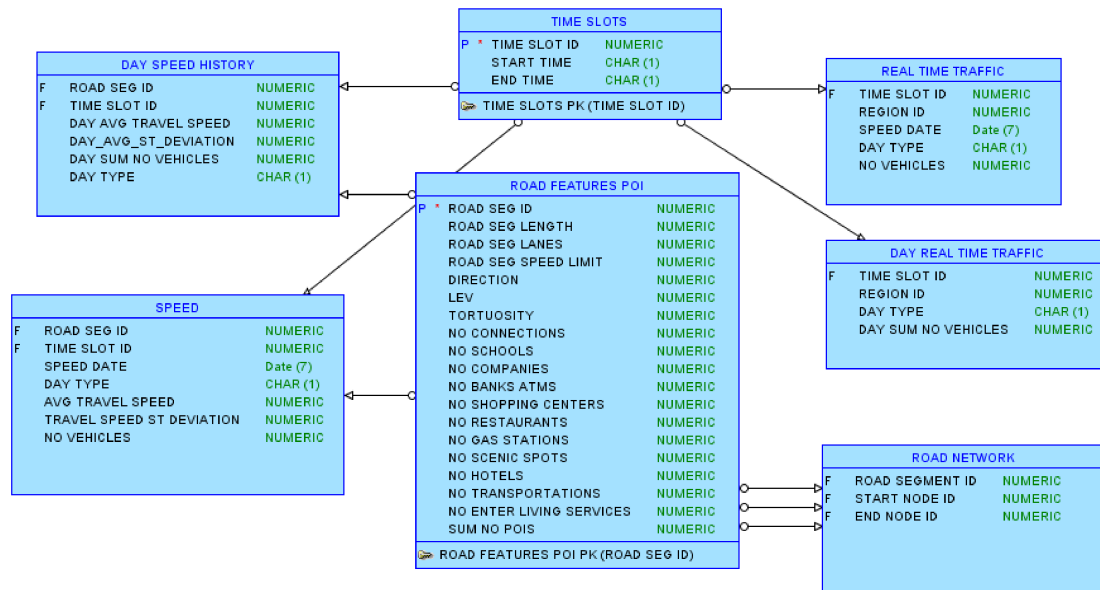 TIME SLOTS
P * TIME SLOT ID NUMERIC
START TIME CHAR (1)
END TIME CHAR (1)
TIME SLOTS PK (TIME SLOT ID)
DAY SPEED HISTORY
F ROAD SEG ID NUMERIC
F TIME SLOT ID NUMERIC
DAY AVG TRAVEL SPEED NUMERIC
DAY_AVG_ST_DEVIATION NUMERIC
DAY SUM NO VEHICLES NUMERIC
DAY TYPE CHAR (1)
REAL TIME TRAFFIC
F TIME SLOT ID NUMERIC
REGION ID NUMERIC
SPEED DATE Date (7)
DAY TYPE CHAR (1)
NO VEHICLES NUMERIC
ROAD FEATURES POI
P * ROAD SEG ID NUMERIC
ROAD SEG LENGTH NUMERIC
ROAD SEG LANES NUMERIC
ROAD SEG SPEED LIMIT NUMERIC
DIRECTION NUMERIC
LEV NUMERIC
TORTUOSITY NUMERIC
NO CONNECTIONS NUMERIC
NO SCHOOLS NUMERIC
NO COMPANIES NUMERIC
NO BANKS ATMS NUMERIC
NO SHOPPING CENTERS NUMERIC
NO RESTAURANTS NUMERIC
NO GAS STATIONS NUMERIC
NO SCENIC SPOTS NUMERIC
NO HOTELS NUMERIC
NO TRANSPORTATIONS NUMERIC
NO ENTER LIVING SERVICES NUMERIC
SUM NO POIS NUMERIC
ROAD FEATURES POI PK (ROAD SEG ID)
DAY REAL TIME TRAFFIC
F TIME SLOT ID NUMERIC
REGION ID NUMERIC
DAY TYPE CHAR (1)
DAY SUM NO VEHICLES NUMERIC
SPEED
F ROAD SEG ID NUMERIC
F TIME SLOT ID NUMERIC
SPEED DATE Date (7)
DAY TYPE CHAR (1)
AVG TRAVEL SPEED NUMERIC
TRAVEL SPEED ST DEVIATION NUMERIC
NO VEHICLES NUMERIC
ROAD NETWORK
F ROAD SEGMENT ID NUMERIC
F START NODE ID NUMERIC
F END NODE ID NUMERIC